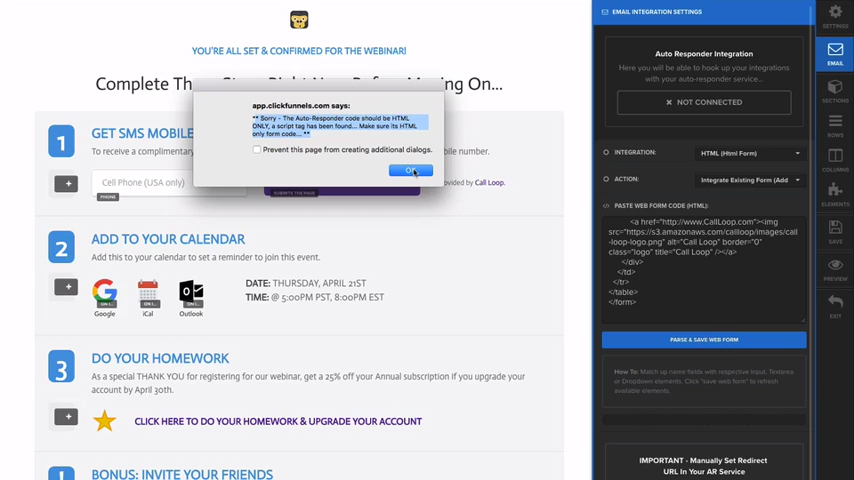 YOU'RE ALL SET & CONFIRMED FOR THE WEBINAR!
Before Moving On...
app.clickfunnels.com says:
** Sorry - The Auto-Responder code should be HTML
ONLY, a script tag has been found... Make sure its HTML
only form code... **
Prevent this page from creating additional dialogs.
1
GET SMS MOBILE
To receive a complimentary
mobile number.
+
Cell Phone (USA only)
PHONE
SUBMITS THE PAGE
Provided by Call Loop.
2
ADD TO YOUR CALENDAR
Add this to your calendar to set a reminder to join this event.
+
Google
iCal
Outlook
DATE: THURSDAY, APRIL 21ST
TIME: @ 5:00PM PST, 8:00PM EST
3
DO YOUR HOMEWORK
As a special THANK YOU for registering for our webinar, get a 25% off your Annual subscription if you upgrade your
account by April 30th.
+
CLICK HERE TO DO YOUR HOMEWORK & UPGRADE YOUR ACCOUNT
BONUS: INVITE YOUR FRIENDS
EMAIL INTEGRATION SETTINGS
Auto Responder Integration
Here you will be able to hook up your integrations
with your auto-responder service...
NOT CONNECTED
INTEGRATION:
HTML (Html Form)
ACTION:
Integrate Existing Form (Add
PASTE WEB FORM CODE (HTML):
<a href="http://www.CallLoop.com"><img
src="https://s3.amazonaws.com/callloop/images/call
-loop-logo.png" alt="Call Loop" border="0"
class="logo" title="Call Loop" /></a>
</div>
</td>
</tr>
</table>
</form>
PARSE & SAVE WEB FORM
How To: Match up name fields with respective Input, Textarea
or Dropdown elements. Click "save web form" to refresh
available elements.
IMPORTANT - Manually Set Redirect
URL In Your AR Service
SETTINGS
EMAIL
SECTIONS
ROWS
COLUMNS
ELEMENTS
SAVE
PREVIEW
EXIT